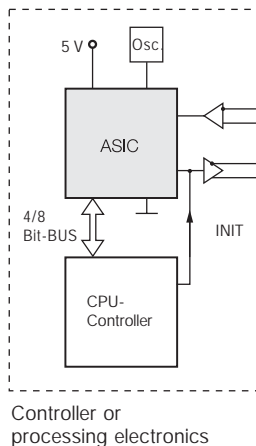 5 V
Osc.
ASIC
4/8
Bit-BUS
INIT
CPU-
Controller
Controller or
processing electronics